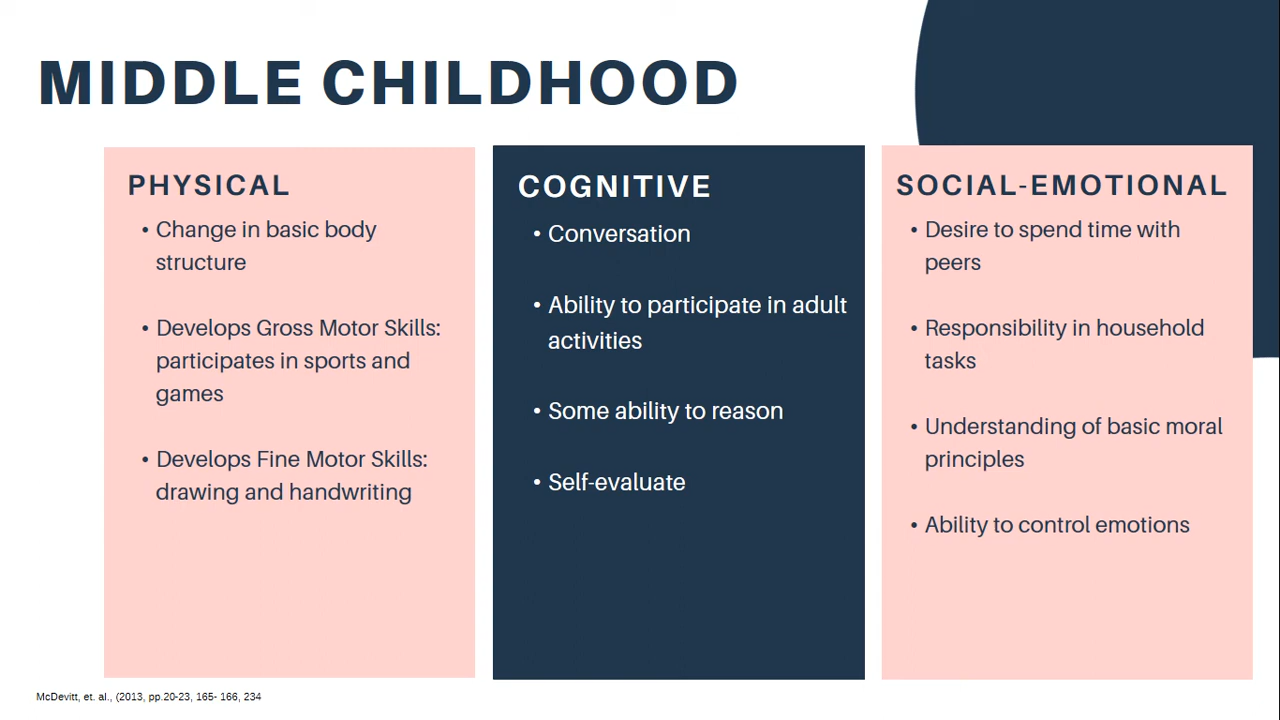 MIDDLE CHILDHOOD
PHYSICAL
• Change in basic body
structure
• Develops Gross Motor Skills:
participates in sports and
games
• Develops Fine Motor Skills:
drawing and handwriting
COGNITIVE
• Conversation
• Ability to participate in adult
activities
• Some ability to reason
• Self-evaluate
SOCIAL-EMOTIONAL
• Desire to spend time with
peers
• Responsibility in household
tasks
• Understanding of basic moral
principles
• Ability to control emotions
McDevitt, et. al., (2013, pp.20-23, 165- 166, 234